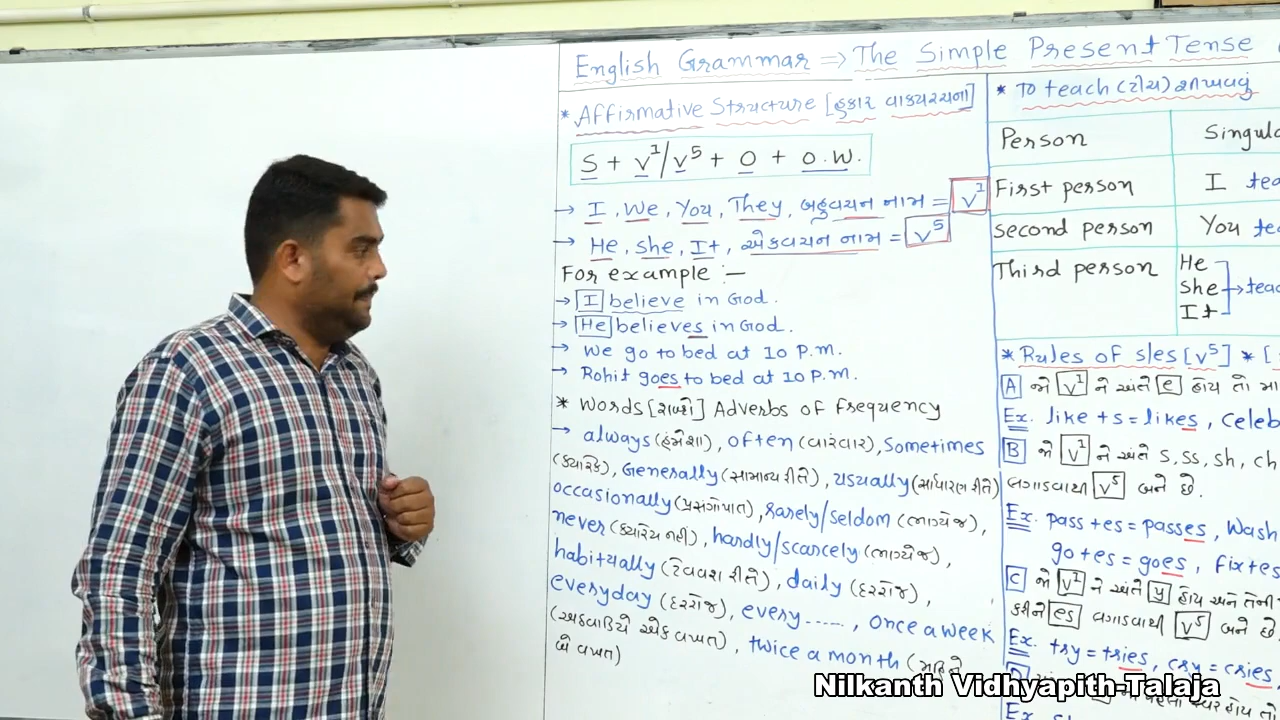 English Grammar => The Simple Present Tense
* Affirmative Structure [હકાર વાક્યરચના]
S + V¹/V⁵ + O + O.W.
→ I, We, You, They, બહુવચન નામ = V¹
→ He, she, It, એકવચન નામ = V⁵
For example :-
→ I believe in God.
→ He believes in God.
→ We go to bed at 10 P.M.
→ Rohit goes to bed at 10 P.M.
* Words [શબ્દો] Adverbs of Frequency
→ always (હંમેશા), often (વારંવાર), Sometimes
(ક્યારેક), Generally (સામાન્ય રીતે), usually (સાધારણ રીતે)
occasionally (પ્રસંગોપાત), rarely/seldom (ભાગ્યેજ),
never (ક્યારેય નહીં), hardly/scarcely (ભાગ્યેજ),
habitually (ટેવવશ રીતે), daily (દરરોજ),
everyday (દરરોજ), every ......, once a week
(અઠવાડિયે એક વખત), twice a month (મહિને
બે વખત)
* To teach (ટીચ) શીખવવું
Person Singul
First person I tea
second person You te
Third person He
She → teac
It
* Rules of s/es [V⁵] * [
A જો V¹ ને અંતે e હોય તો મા
Ex. like + s = likes, celeb
B જો V¹ ને અંતે s, ss, sh, ch
લગાડવાથી V⁵ બને છે.
Ex. pass + es = passes, Wash
go + es = goes, fix + es
C જો V¹ ને અંતે y હોય અને તેની
કરીને es લગાડવાથી V⁵ બને છે
Ex. try = tries, cry = cries,
હોય તો
Ex.
Nilkanth Vidhyapith-Talaja